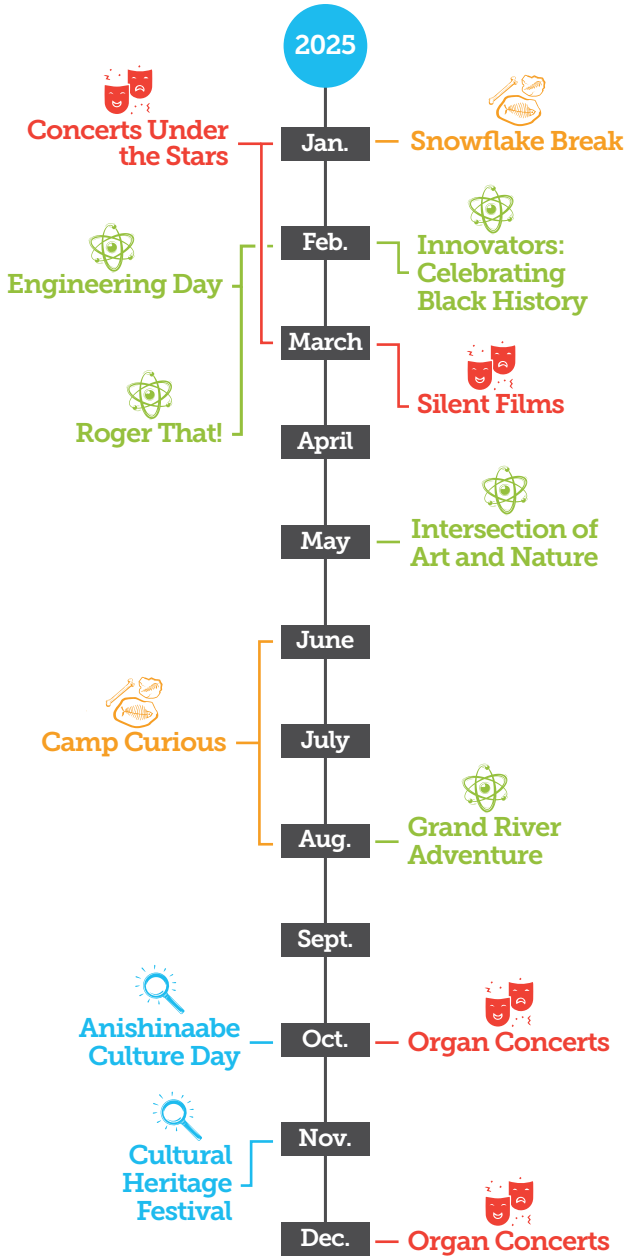 2025
Concerts Under
the Stars
Jan.
Snowflake Break
Feb.
Innovators:
Celebrating
Black History
Engineering Day
March
Silent Films
Roger That!
April
May
Intersection of
Art and Nature
June
Camp Curious
July
Aug.
Grand River
Adventure
Sept.
Anishinaabe
Culture Day
Oct.
Organ Concerts
Nov.
Cultural
Heritage
Festival
Dec.
Organ Concerts